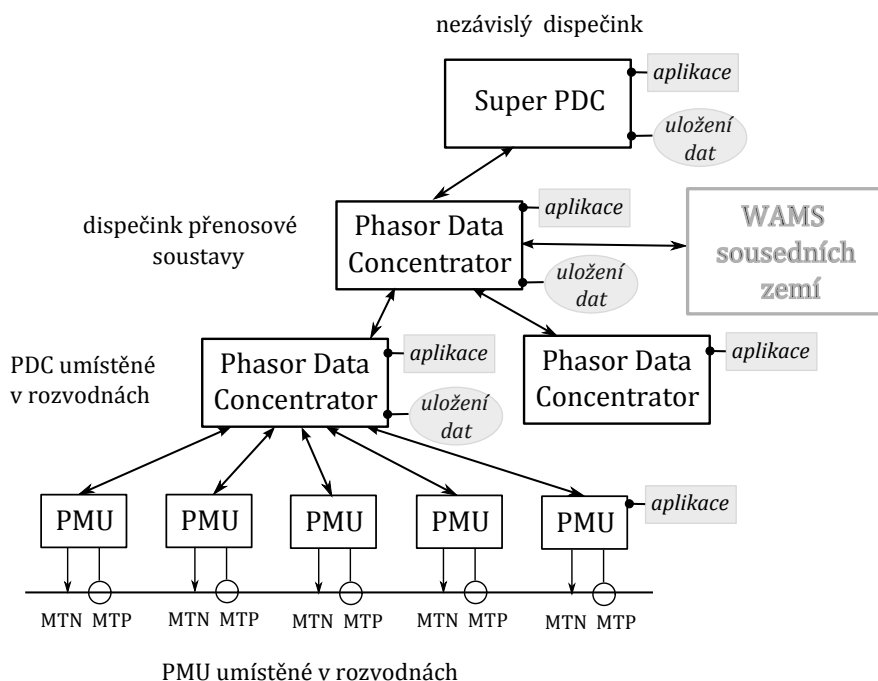 nezávislý dispečink
Super PDC
aplikace
uložení
dat
dispečink přenosové
soustavy
Phasor Data
Concentrator
aplikace
uložení
dat
WAMS
sousedních
zemí
PDC umístěné
v rozvodnách
Phasor Data
Concentrator
aplikace
uložení
dat
Phasor Data
Concentrator
aplikace
PMU
PMU
PMU
PMU
PMU
aplikace
MTN MTP
MTN MTP
MTN MTP
MTN MTP
MTN MTP
PMU umístěné v rozvodnách